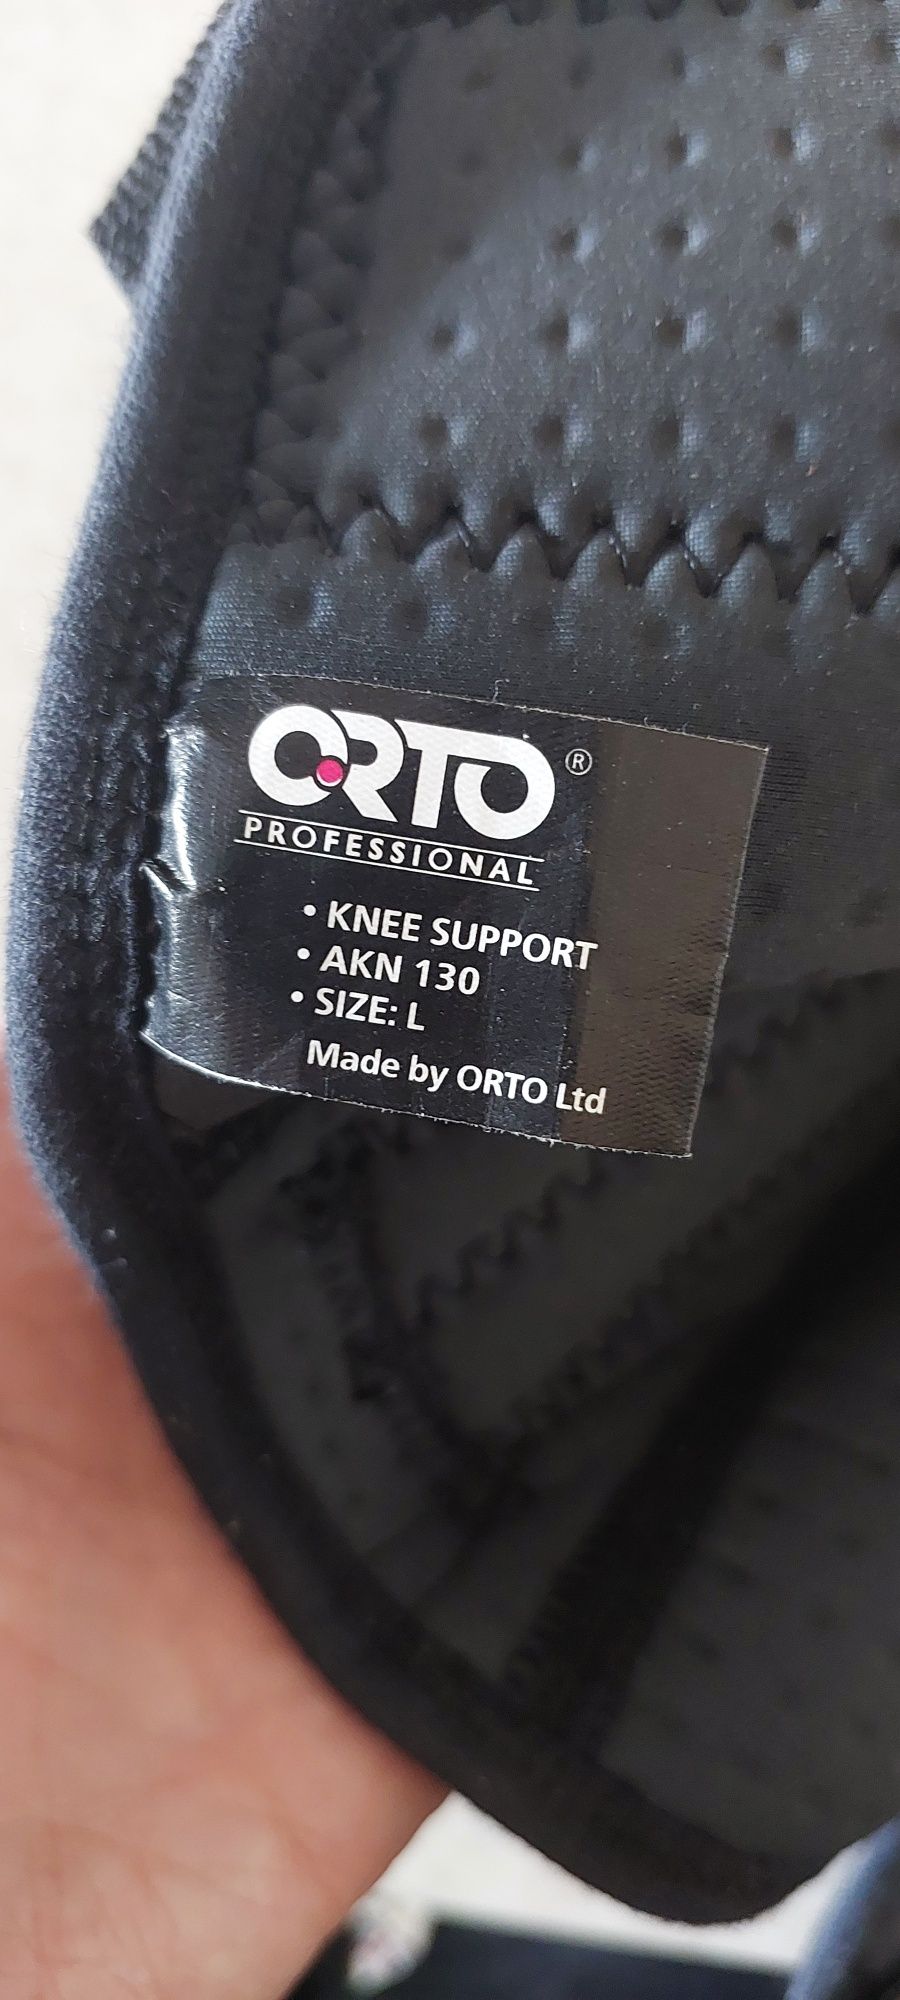 ORTO®
PROFESSIONAL
• KNEE SUPPORT
• AKN 130
• SIZE: L
Made by ORTO Ltd